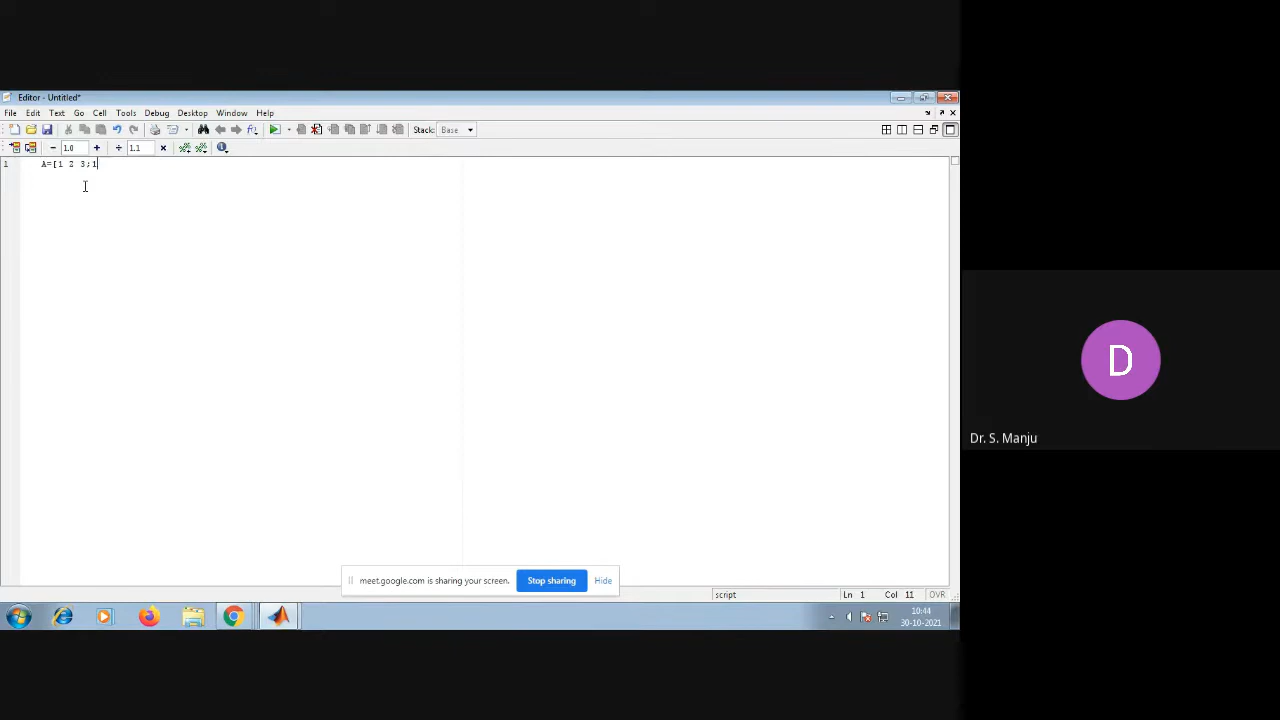 Editor - Untitled*
File Edit Text Go Cell Tools Debug Desktop Window Help
Stack: Base
1.0 1.1
1 A=[1 2 3;1
D
Dr. S. Manju
meet.google.com is sharing your screen. Stop sharing Hide
script Ln 1 Col 11 OVR
10:44
30-10-2021